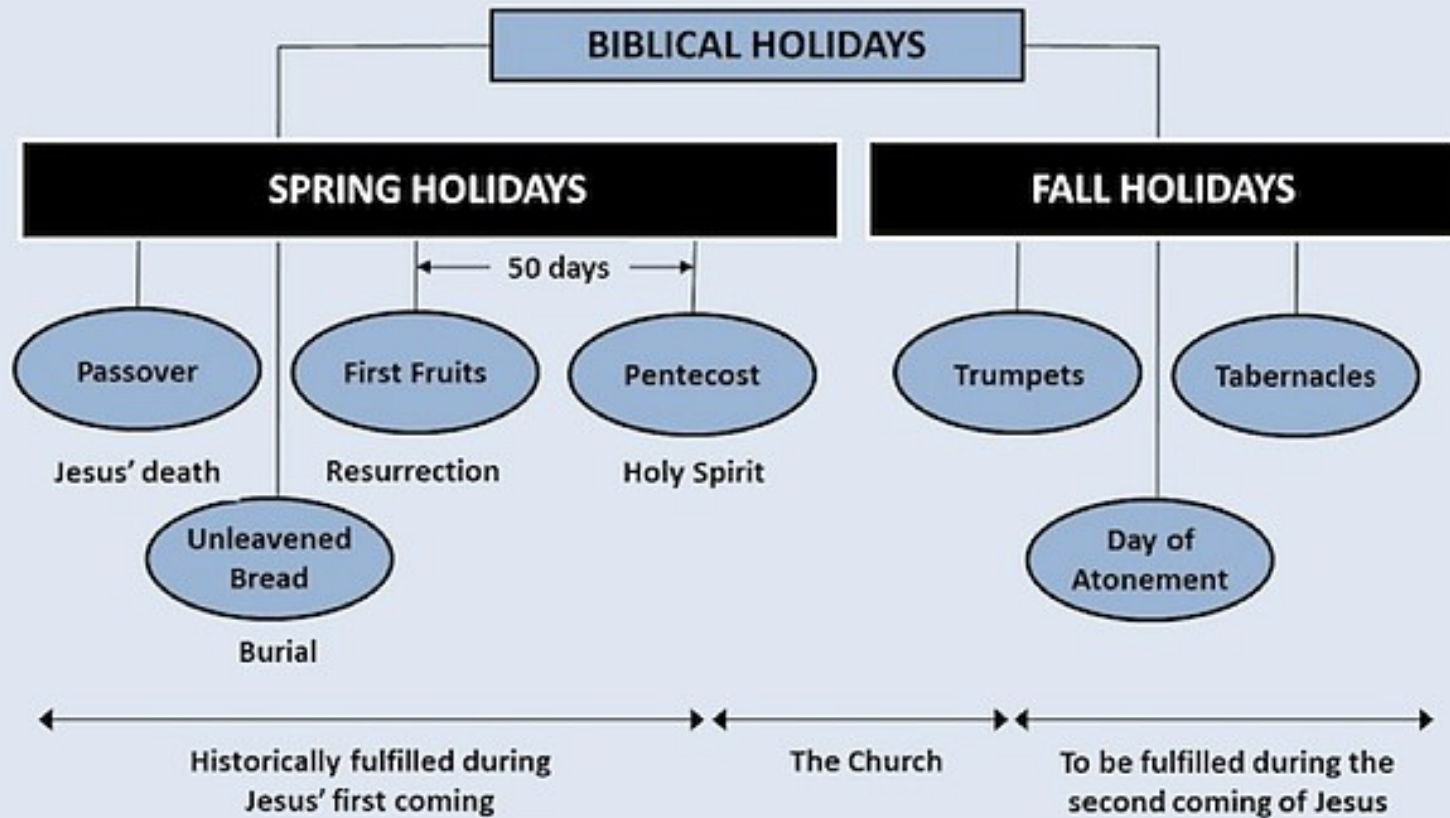 BIBLICAL HOLIDAYS
SPRING HOLIDAYS
FALL HOLIDAYS
50 days
Passover
First Fruits
Pentecost
Trumpets
Tabernacles
Jesus’ death
Resurrection
Holy Spirit
Unleavened
Bread
Day of
Atonement
Burial
Historically fulfilled during
Jesus’ first coming
The Church
To be fulfilled during the
second coming of Jesus